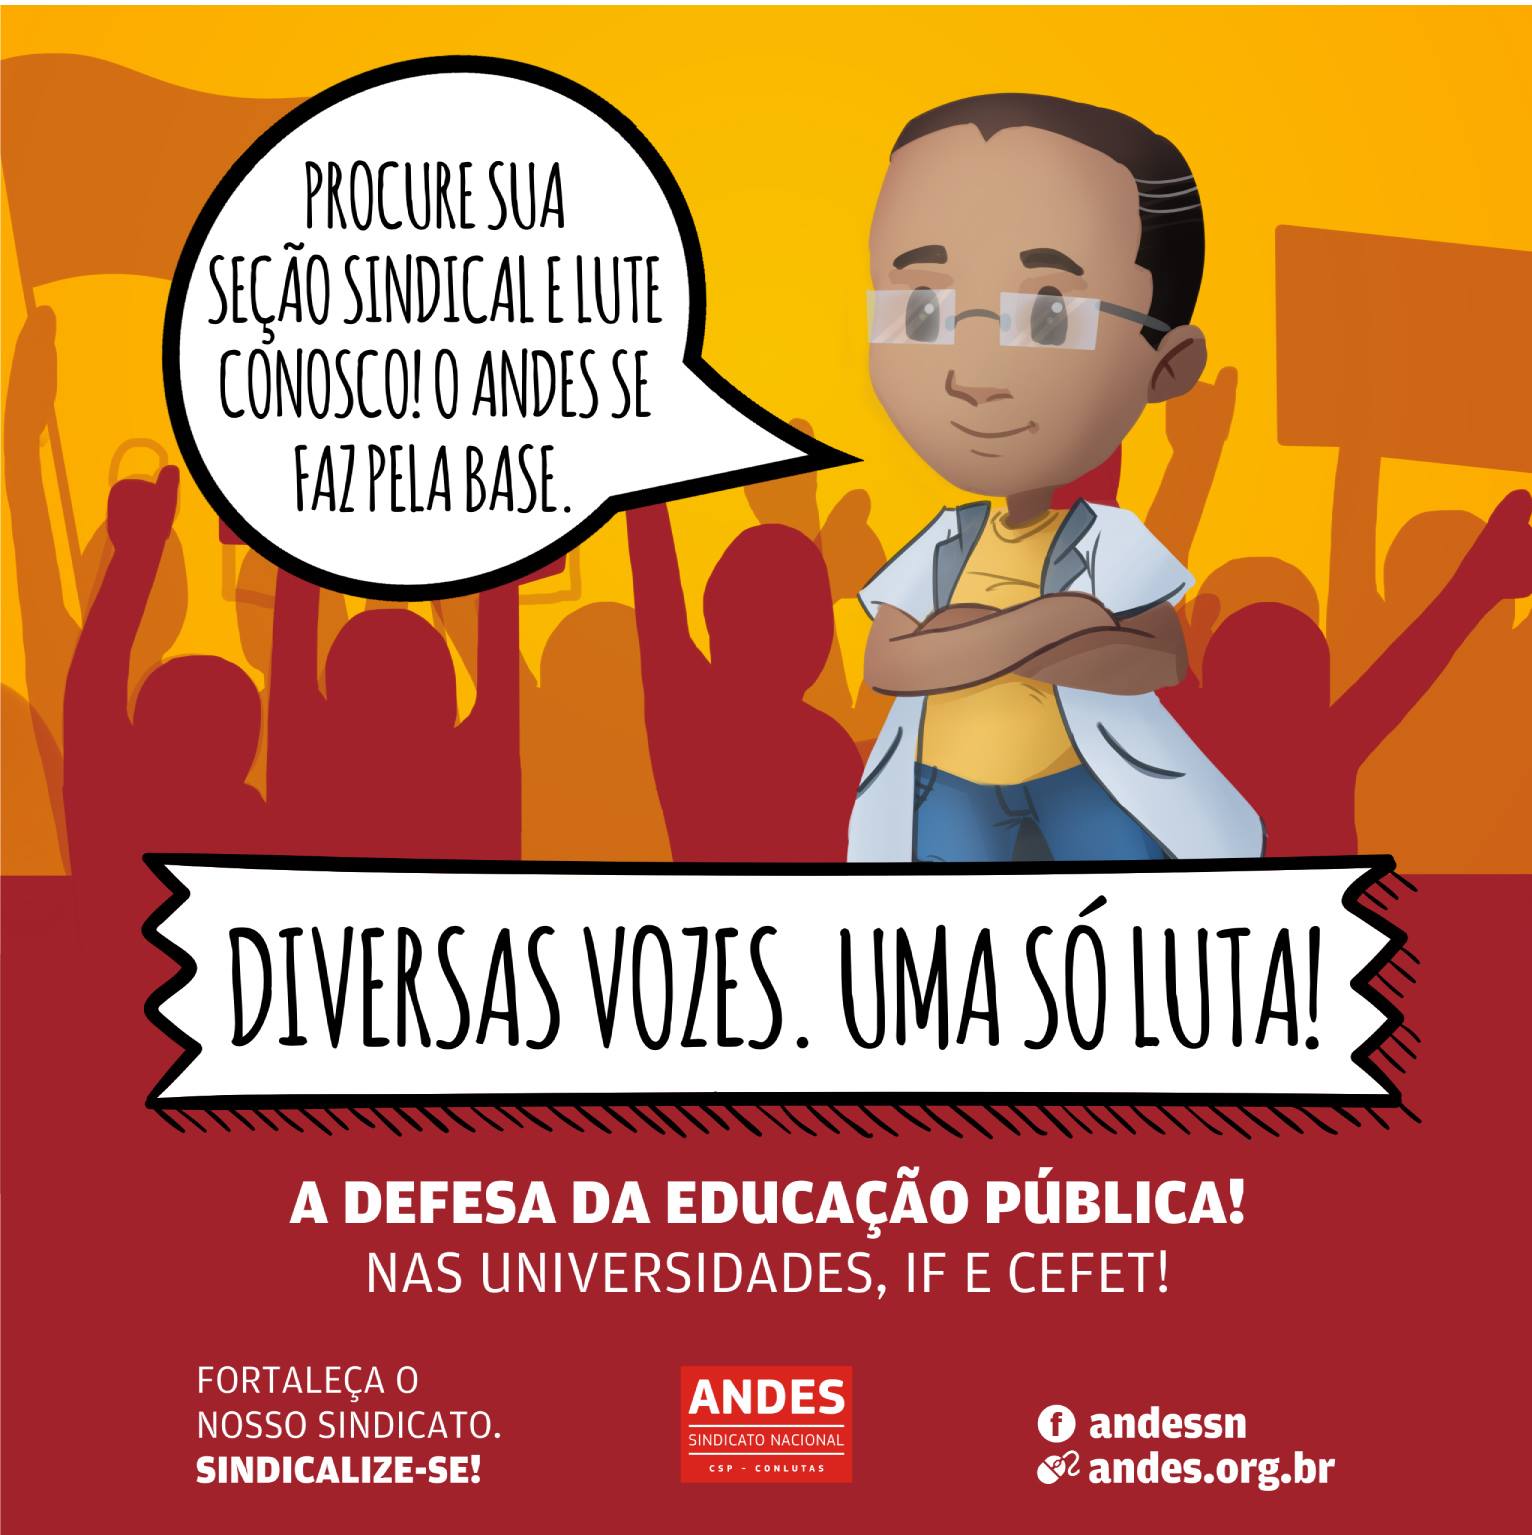 PROCURE SUA
SEÇÃO SINDICAL E LUTE
CONOSCO! O ANDES SE
FAZ PELA BASE.
DIVERSAS VOZES. UMA SÓ LUTA!
A DEFESA DA EDUCAÇÃO PÚBLICA!
NAS UNIVERSIDADES, IF E CEFET!
FORTALEÇA O
NOSSO SINDICATO.
SINDICALIZE-SE!
ANDES
SINDICATO NACIONAL
CSP - CONLUTAS
f andessn
andes.org.br